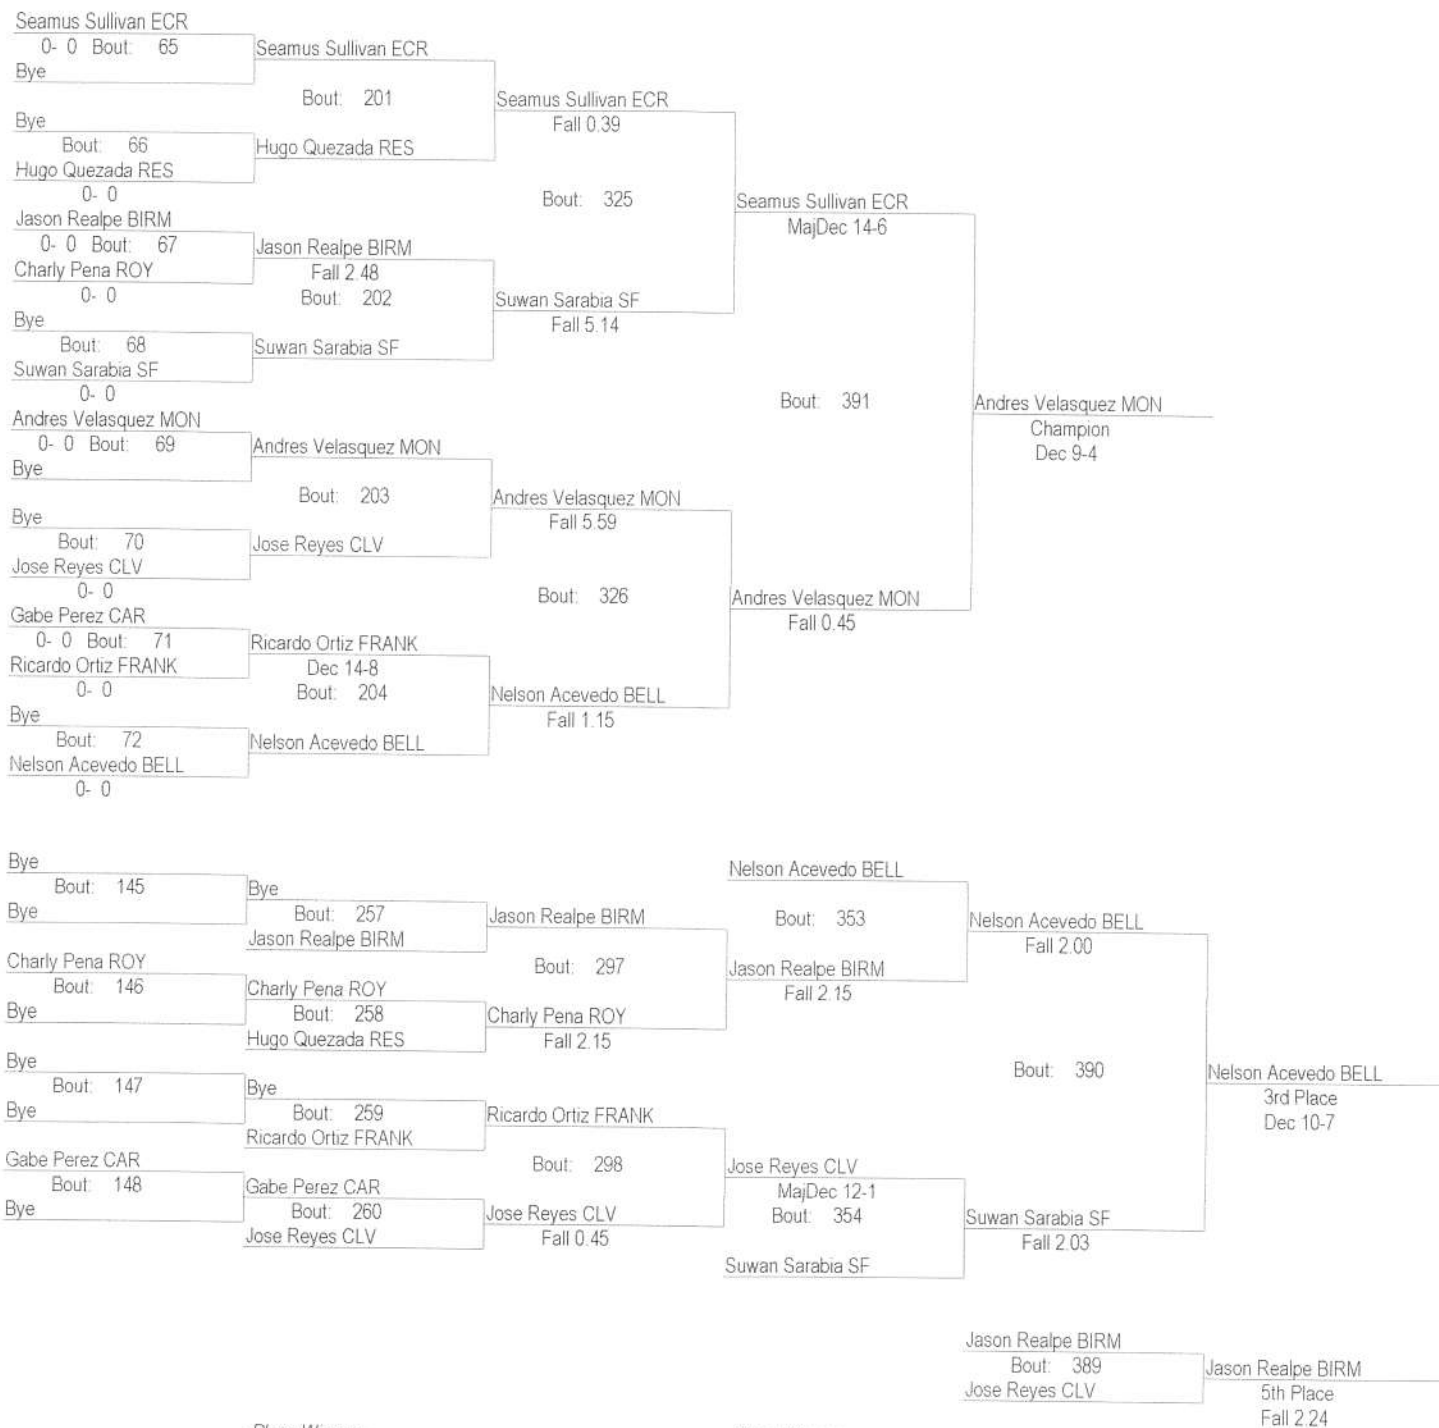 Seamus Sullivan ECR
0- 0 Bout: 65
Bye
Seamus Sullivan ECR
Bout: 201
Bye
Bout: 66
Hugo Quezada RES
0- 0
Hugo Quezada RES
Seamus Sullivan ECR
Fall 0.39
Bout: 325
Jason Realpe BIRM
0- 0 Bout: 67
Charly Pena ROY
0- 0
Jason Realpe BIRM
Fall 2.48
Bout: 202
Bye
Bout: 68
Suwan Sarabia SF
0- 0
Suwan Sarabia SF
Suwan Sarabia SF
Fall 5.14
Seamus Sullivan ECR
MajDec 14-6
Bout: 391
Andres Velasquez MON
0- 0 Bout: 69
Bye
Andres Velasquez MON
Bout: 203
Bye
Bout: 70
Jose Reyes CLV
0- 0
Jose Reyes CLV
Andres Velasquez MON
Fall 5.59
Bout: 326
Gabe Perez CAR
0- 0 Bout: 71
Ricardo Ortiz FRANK
0- 0
Ricardo Ortiz FRANK
Dec 14-8
Bout: 204
Bye
Bout: 72
Nelson Acevedo BELL
0- 0
Nelson Acevedo BELL
Nelson Acevedo BELL
Fall 1.15
Andres Velasquez MON
Fall 0.45
Andres Velasquez MON
Champion
Dec 9-4
Bye
Bout: 145
Bye
Bye
Bout: 257
Jason Realpe BIRM
Jason Realpe BIRM
Bout: 297
Charly Pena ROY
Bout: 146
Bye
Charly Pena ROY
Bout: 258
Hugo Quezada RES
Charly Pena ROY
Fall 2.15
Nelson Acevedo BELL
Bout: 353
Jason Realpe BIRM
Fall 2.15
Nelson Acevedo BELL
Fall 2.00
Bout: 390
Bye
Bout: 147
Bye
Bye
Bout: 259
Ricardo Ortiz FRANK
Ricardo Ortiz FRANK
Bout: 298
Gabe Perez CAR
Bout: 148
Bye
Gabe Perez CAR
Bout: 260
Jose Reyes CLV
Jose Reyes CLV
Fall 0.45
Jose Reyes CLV
MajDec 12-1
Bout: 354
Suwan Sarabia SF
Suwan Sarabia SF
Fall 2.03
Nelson Acevedo BELL
3rd Place
Dec 10-7
Jason Realpe BIRM
Bout: 389
Jose Reyes CLV
Jason Realpe BIRM
5th Place
Fall 2.24